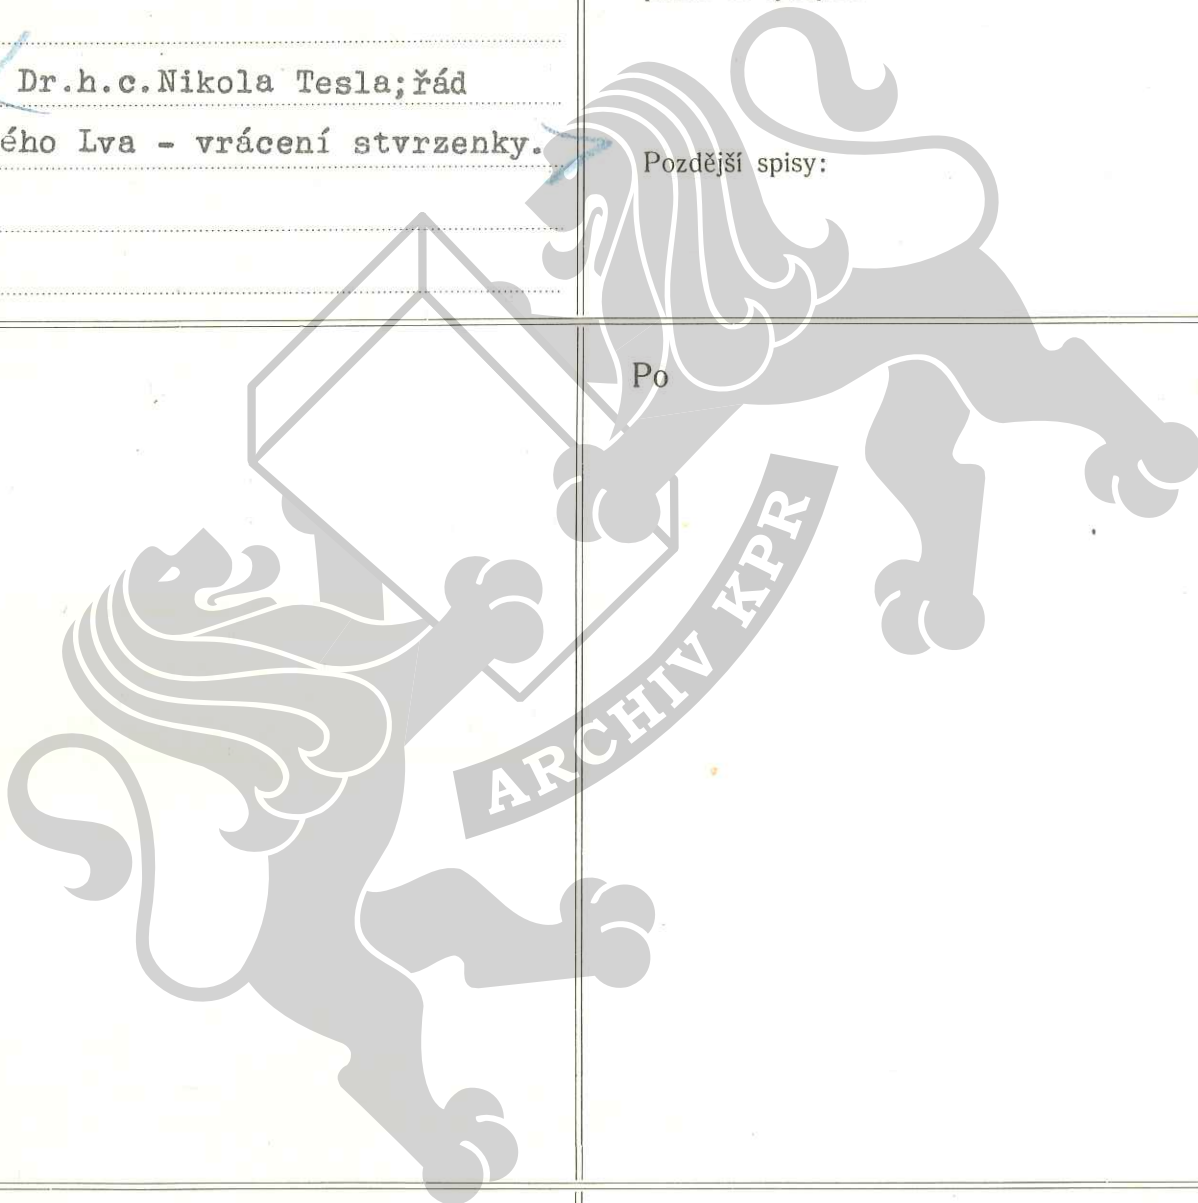 Dr.h.c.Nikola Tesla;řád
ého Lva - vrácení stvrzenky.
Pozdější spisy:
Po
ARCHIV KPR